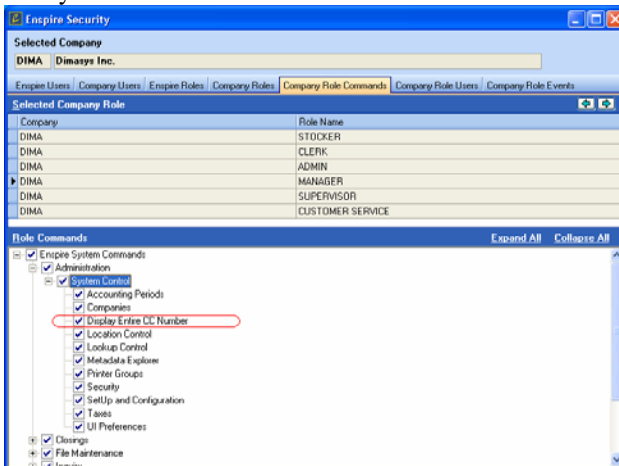 Enspire Security
Selected Company
DIMA Dimasys Inc.
Enspire Users Company Users Enspire Roles Company Roles Company Role Commands Company Role Users Company Role Events
Selected Company Role
Company Role Name
DIMA STOCKER
DIMA CLERK
DIMA ADMIN
DIMA MANAGER
DIMA SUPERVISOR
DIMA CUSTOMER SERVICE
Role Commands Expand All Collapse All
Enspire System Commands
Administration
System Control
Accounting Periods
Companies
Display Entire CC Number
Location Control
Lookup Control
Metadata Explorer
Printer Groups
Security
SetUp and Configuration
Taxes
UI Preferences
Closings
File Maintenance
Inquiry